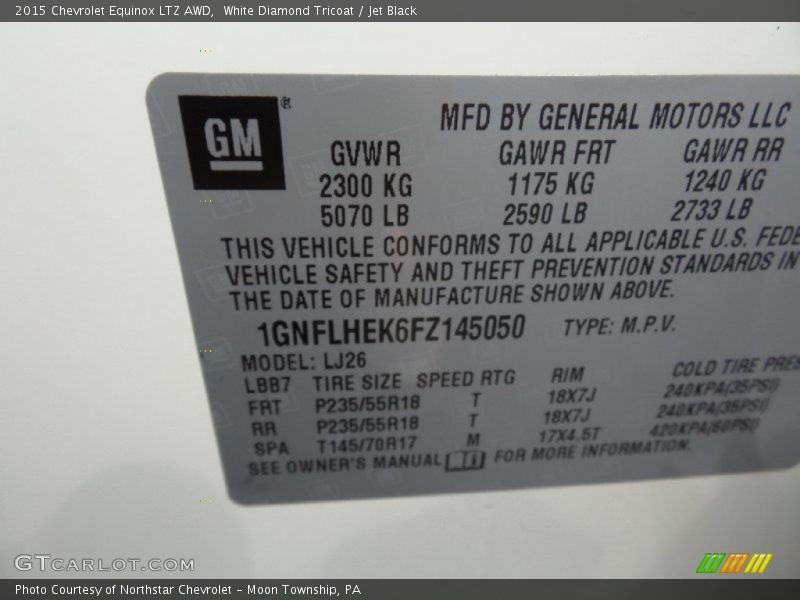 2015 Chevrolet Equinox LTZ AWD, White Diamond Tricoat / Jet Black
GM ®
MFD BY GENERAL MOTORS LLC
GVWR GAWR FRT GAWR RR
2300 KG 1175 KG 1240 KG
5070 LB 2590 LB 2733 LB
THIS VEHICLE CONFORMS TO ALL APPLICABLE U.S. FEDE
VEHICLE SAFETY AND THEFT PREVENTION STANDARDS IN
THE DATE OF MANUFACTURE SHOWN ABOVE.
1GNFLHEK6FZ145050 TYPE: M.P.V.
MODEL: LJ26
LBB7 TIRE SIZE SPEED RTG RIM COLD TIRE PRES
FRT P235/55R18 T 18X7J 240KPA(35PSI)
RR P235/55R18 T 18X7J 240KPA(35PSI)
SPA T145/70R17 M 17X4.5T 420KPA(60PSI)
SEE OWNER'S MANUAL FOR MORE INFORMATION.
GTCARLOT.COM
Photo Courtesy of Northstar Chevrolet - Moon Township, PA